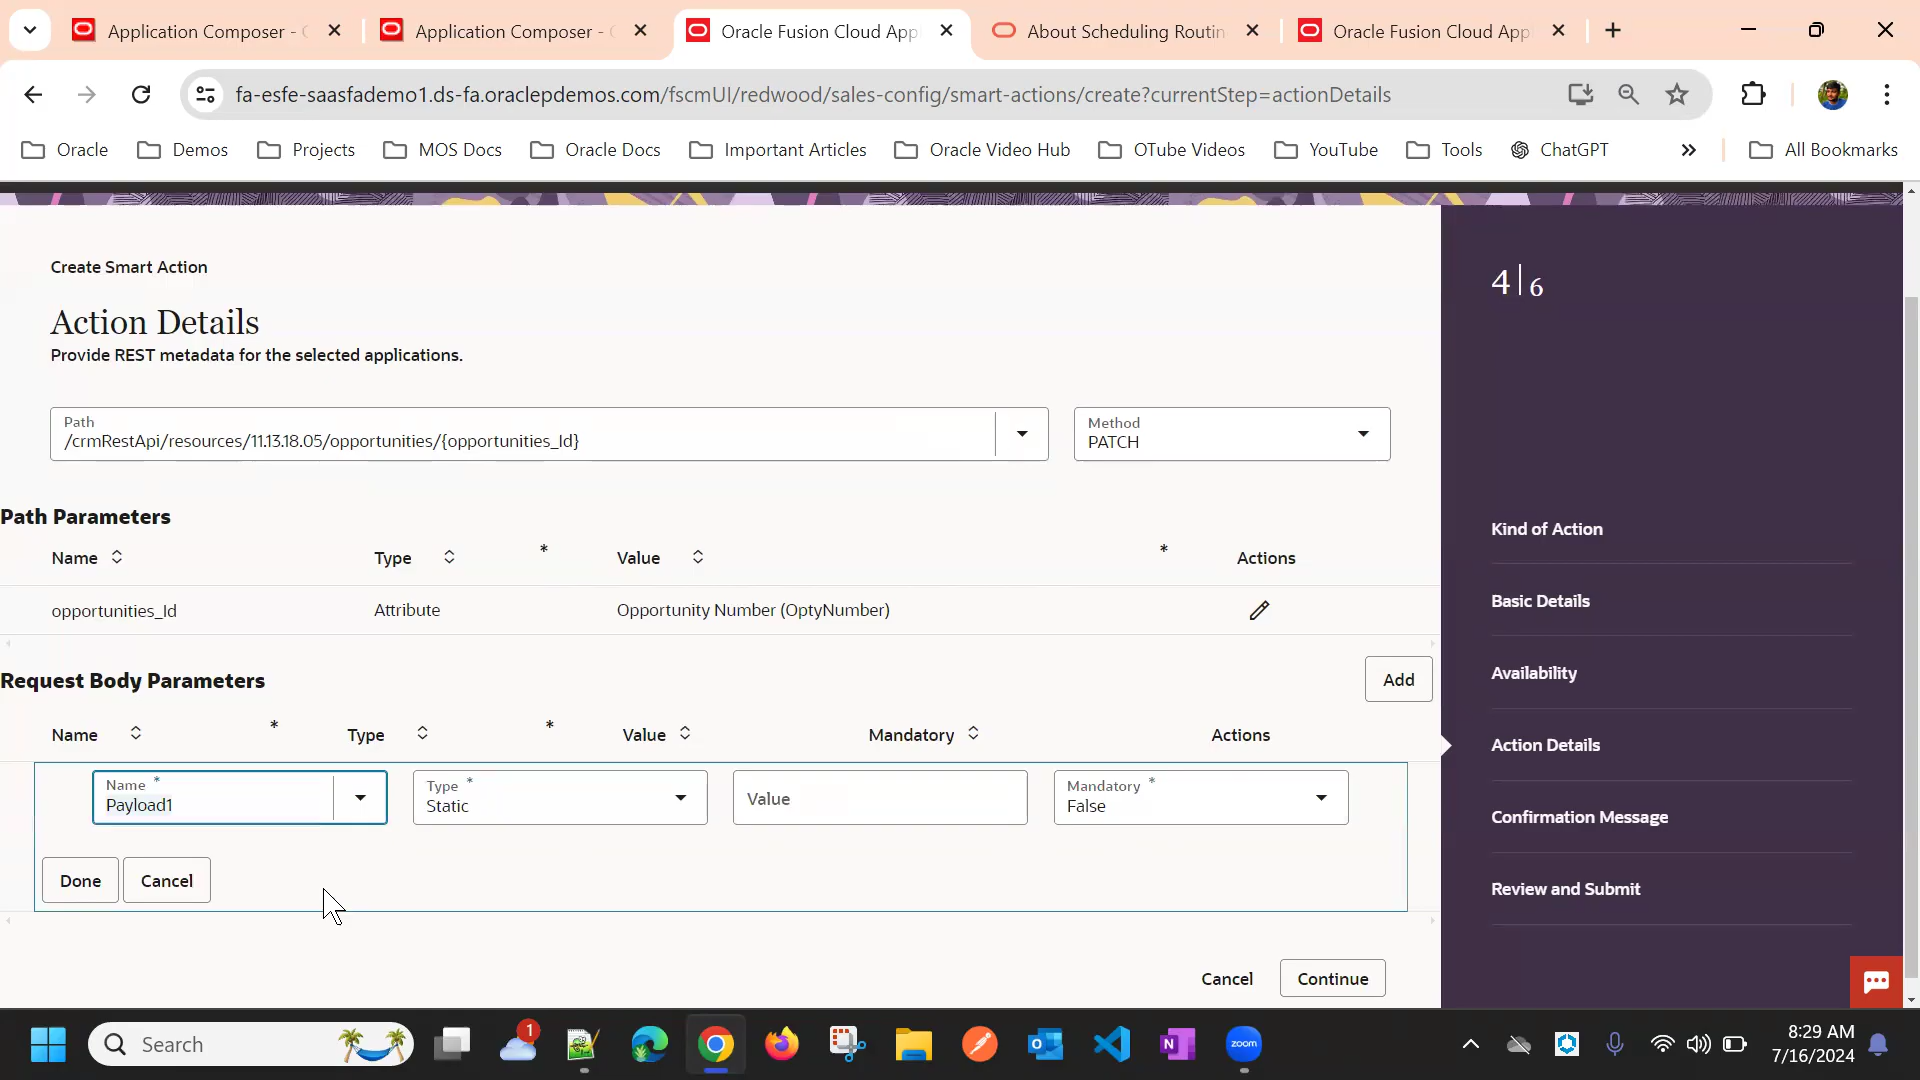 Application Composer -
Application Composer -
Oracle Fusion Cloud App
About Scheduling Routin
Oracle Fusion Cloud App
fa-esfe-saasfademo1.ds-fa.oraclepdemos.com/fscmUI/redwood/sales-config/smart-actions/create?currentStep=actionDetails
Oracle
Demos
Projects
MOS Docs
Oracle Docs
Important Articles
Oracle Video Hub
OTube Videos
YouTube
Tools
ChatGPT
»
All Bookmarks
Create Smart Action
4 | 6
Action Details
Provide REST metadata for the selected applications.
Path
/crmRestApi/resources/11.13.18.05/opportunities/{opportunities_Id}
Method
PATCH
Path Parameters
Name Type * Value * Actions
opportunities_Id Attribute Opportunity Number (OptyNumber)
Request Body Parameters
Add
Name * Type * Value Mandatory Actions
Name *
Payload1
Type *
Static
Value
Mandatory *
False
Done
Cancel
Cancel
Continue
Kind of Action
Basic Details
Availability
Action Details
Confirmation Message
Review and Submit
Search
1
zoom
8:29 AM
7/16/2024